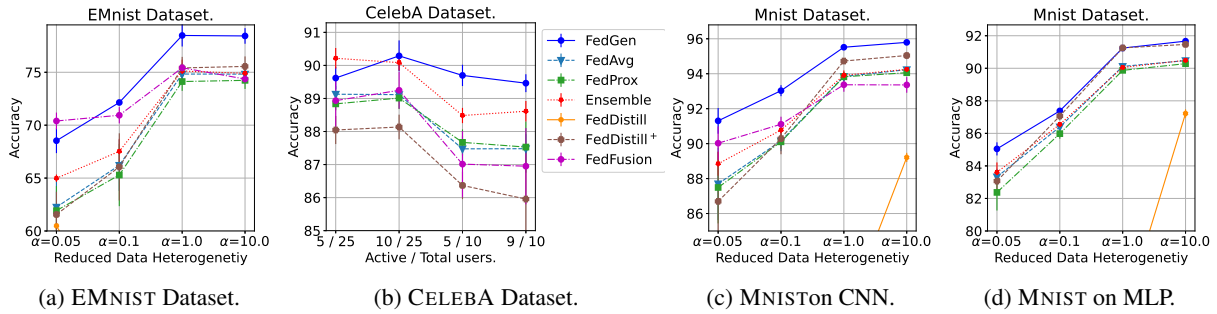 EMnist Dataset.
Accuracy
75
70
65
60
α=0.05 α=0.1 α=1.0 α=10.0
Reduced Data Heterogenetiy
(a) EMNIST Dataset.
CelebA Dataset.
Accuracy
91
90
89
88
87
86
85
5 / 25 10 / 25 5 / 10 9 / 10
Active / Total users.
(b) CELEBA Dataset.
FedGen
FedAvg
FedProx
Ensemble
FedDistill
FedDistill⁺
FedFusion
Mnist Dataset.
Accuracy
96
94
92
90
88
86
α=0.05 α=0.1 α=1.0 α=10.0
Reduced Data Heterogenetiy
(c) MNISTon CNN.
Mnist Dataset.
Accuracy
92
90
88
86
84
82
80
α=0.05 α=0.1 α=1.0 α=10.0
Reduced Data Heterogenetiy
(d) MNIST on MLP.